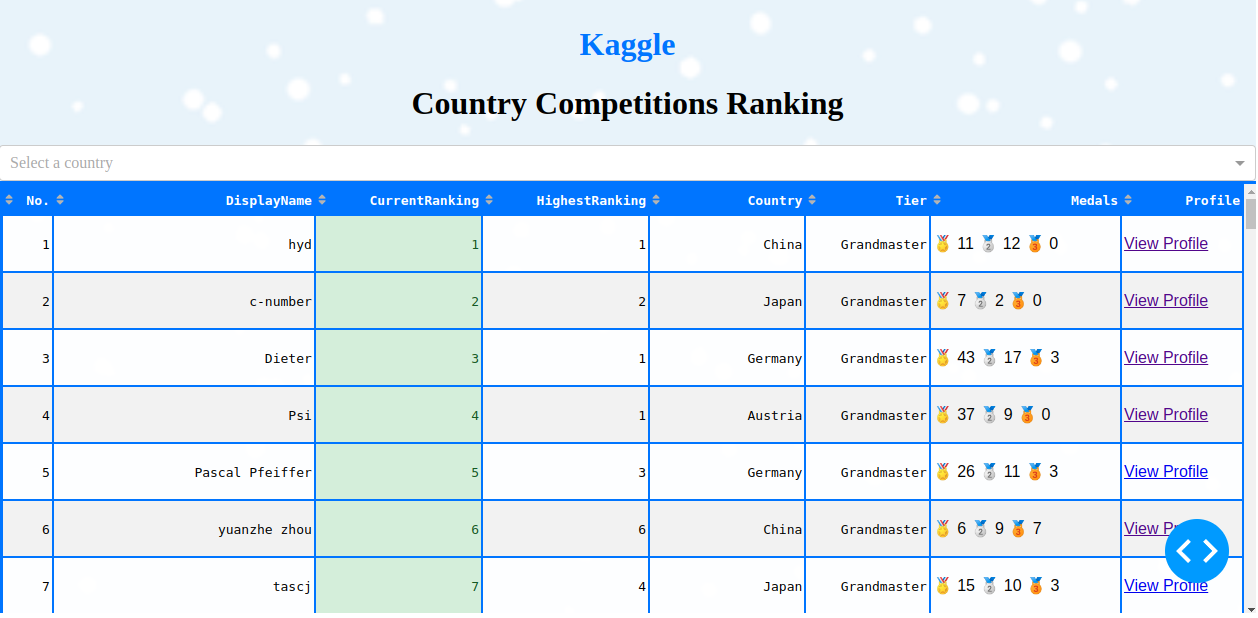 Kaggle
Country Competitions Ranking
Select a country
No. DisplayName CurrentRanking HighestRanking Country Tier Medals Profile
1 hyd 1 1 China Grandmaster 🏅 11 🥈 12 🥉 0 View Profile
2 c-number 2 2 Japan Grandmaster 🏅 7 🥈 2 🥉 0 View Profile
3 Dieter 3 1 Germany Grandmaster 🏅 43 🥈 17 🥉 3 View Profile
4 Psi 4 1 Austria Grandmaster 🏅 37 🥈 9 🥉 0 View Profile
5 Pascal Pfeiffer 5 3 Germany Grandmaster 🏅 26 🥈 11 🥉 3 View Profile
6 yuanzhe zhou 6 6 China Grandmaster 🏅 6 🥈 9 🥉 7 View
7 tascj 7 4 Japan Grandmaster 🏅 15 🥈 10 🥉 3 View Profile